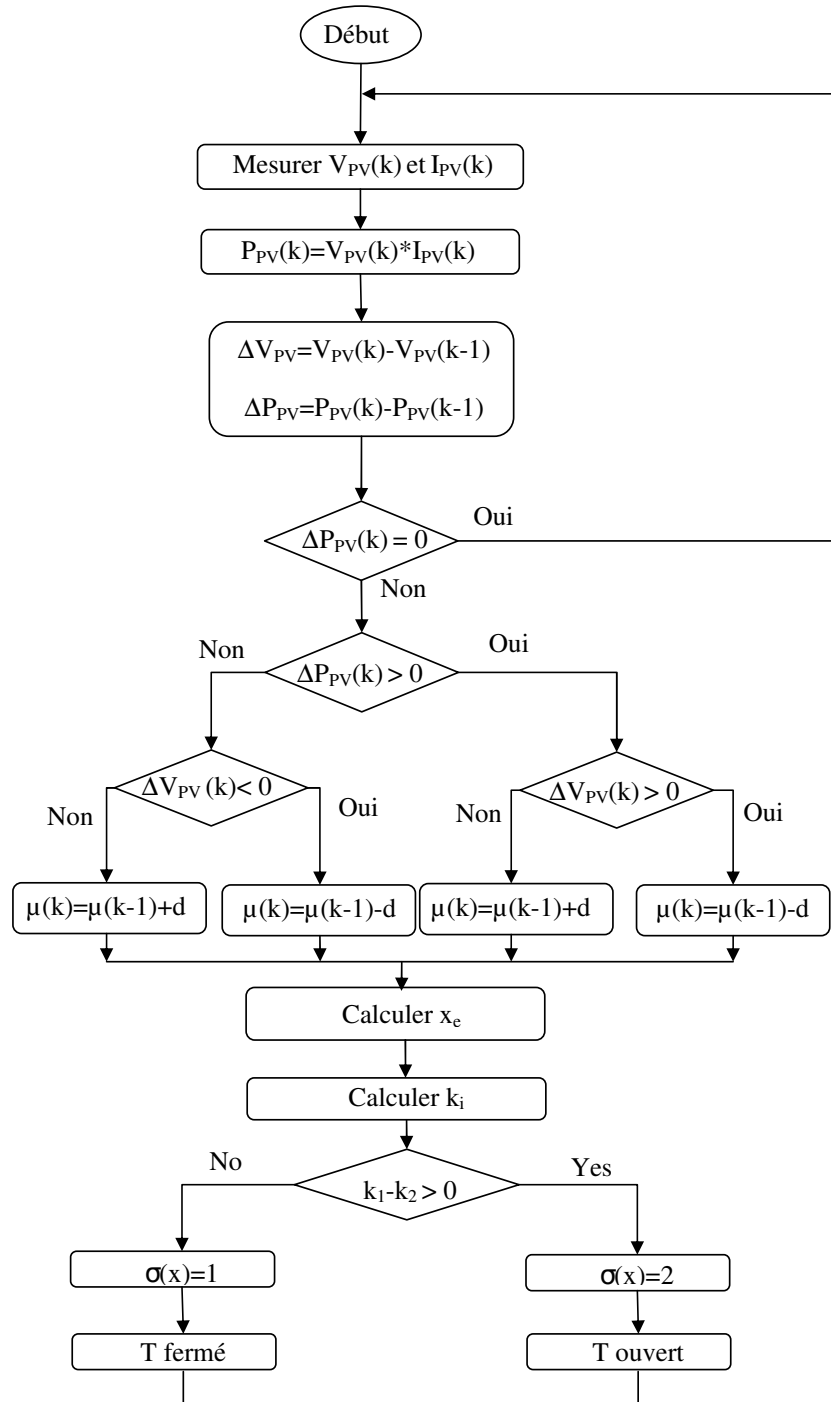 Début
Mesurer V_PV(k) et I_PV(k)
P_PV(k)=V_PV(k)*I_PV(k)
ΔV_PV=V_PV(k)-V_PV(k-1)
ΔP_PV=P_PV(k)-P_PV(k-1)
Oui
ΔP_PV(k) = 0
Non
Non
Oui
ΔP_PV(k) > 0
ΔV_PV (k)< 0
ΔV_PV(k) > 0
Non
Oui
Non
Oui
μ(k)=μ(k-1)+d
μ(k)=μ(k-1)-d
μ(k)=μ(k-1)+d
μ(k)=μ(k-1)-d
Calculer x_e
Calculer k_i
No
Yes
k_1-k_2 > 0
σ(x)=1
σ(x)=2
T fermé
T ouvert